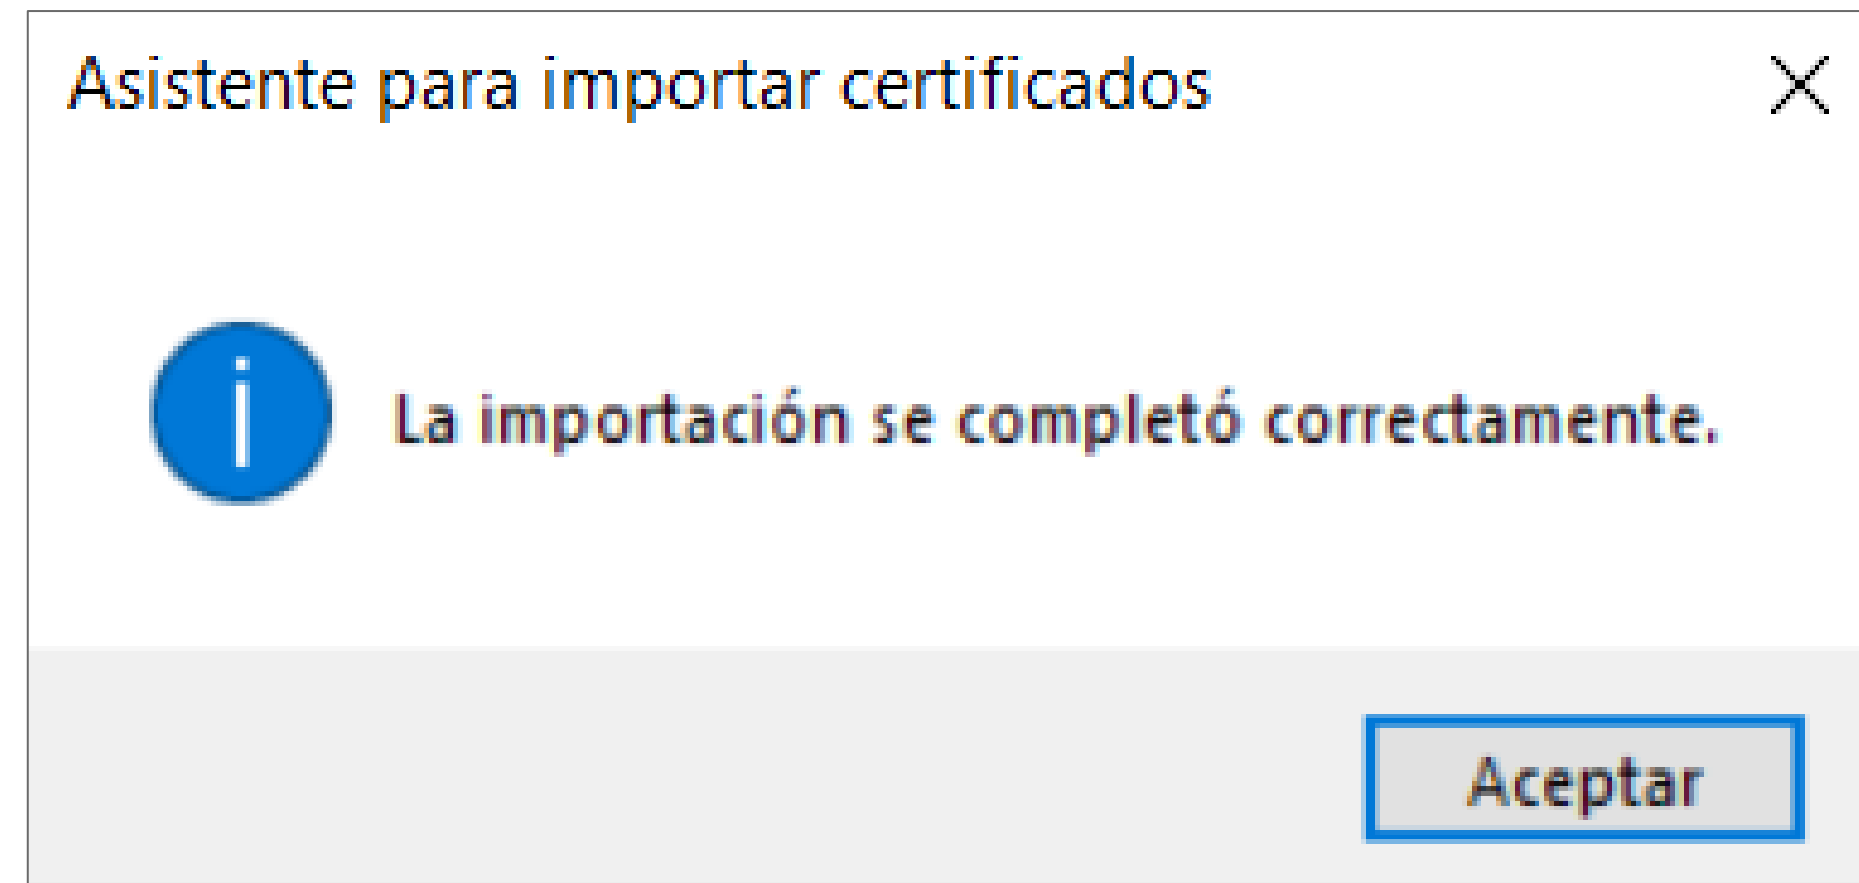 Asistente para importar certificados
La importación se completó correctamente.
Aceptar